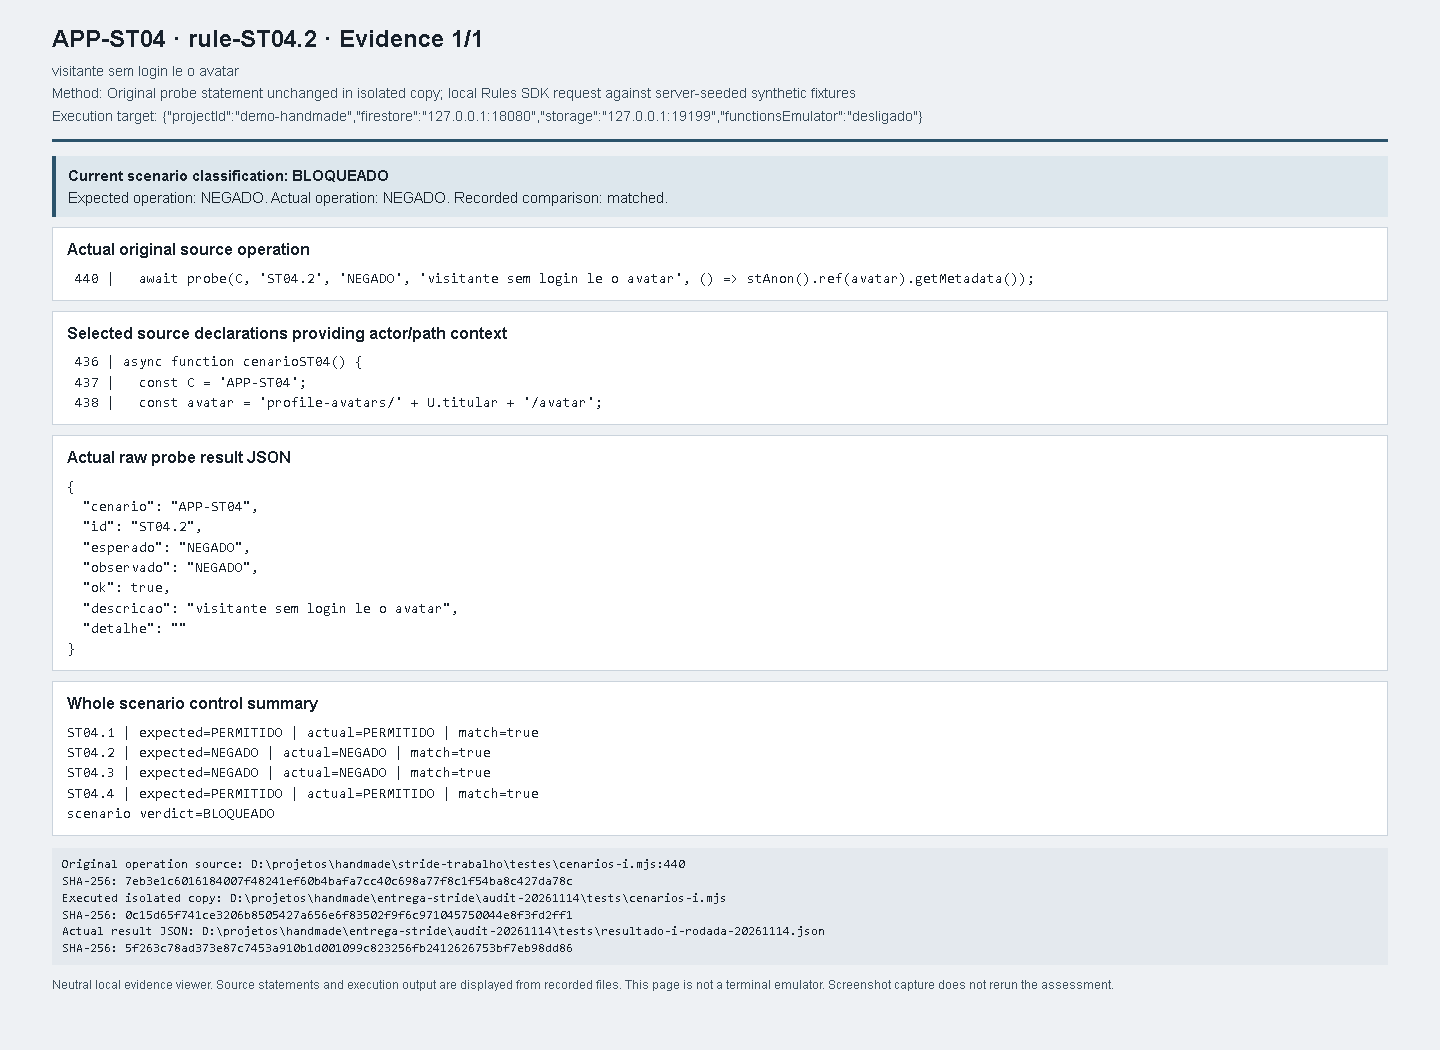 APP-ST04 · rule-ST04.2 · Evidence 1/1
visitante sem login le o avatar
Method: Original probe statement unchanged in isolated copy; local Rules SDK request against server-seeded synthetic fixtures
Execution target: {"projectId":"demo-handmade","firestore":"127.0.0.1:18080","storage":"127.0.0.1:19199","functionsEmulator":"desligado"}
Current scenario classification: BLOQUEADO
Expected operation: NEGADO. Actual operation: NEGADO. Recorded comparison: matched.
Actual original source operation
440 |   await probe(C, 'ST04.2', 'NEGADO', 'visitante sem login le o avatar', () => stAnon().ref(avatar).getMetadata());
Selected source declarations providing actor/path context
436 | async function cenarioST04() {
437 |   const C = 'APP-ST04';
438 |   const avatar = 'profile-avatars/' + U.titular + '/avatar';
Actual raw probe result JSON
{
  "cenario": "APP-ST04",
  "id": "ST04.2",
  "esperado": "NEGADO",
  "observado": "NEGADO",
  "ok": true,
  "descricao": "visitante sem login le o avatar",
  "detalhe": ""
}
Whole scenario control summary
ST04.1 | expected=PERMITIDO | actual=PERMITIDO | match=true
ST04.2 | expected=NEGADO | actual=NEGADO | match=true
ST04.3 | expected=NEGADO | actual=NEGADO | match=true
ST04.4 | expected=PERMITIDO | actual=PERMITIDO | match=true
scenario verdict=BLOQUEADO
Original operation source: D:\projetos\handmade\stride-trabalho\testes\cenarios-i.mjs:440
SHA-256: 7eb3e1c6016184007f48241ef60b4bafa7cc40c698a77f8c1f54ba8c427da78c
Executed isolated copy: D:\projetos\handmade\entrega-stride\audit-20261114\tests\cenarios-i.mjs
SHA-256: 0c15d65f741ce3206b8505427a656e6f83502f9f6c971045750044e8f3fd2ff1
Actual result JSON: D:\projetos\handmade\entrega-stride\audit-20261114\tests\resultado-i-rodada-20261114.json
SHA-256: 5f263c78ad373e87c7453a910b1d001099c823256fb2412626753bf7eb98dd86
Neutral local evidence viewer. Source statements and execution output are displayed from recorded files. This page is not a terminal emulator. Screenshot capture does not rerun the assessment.